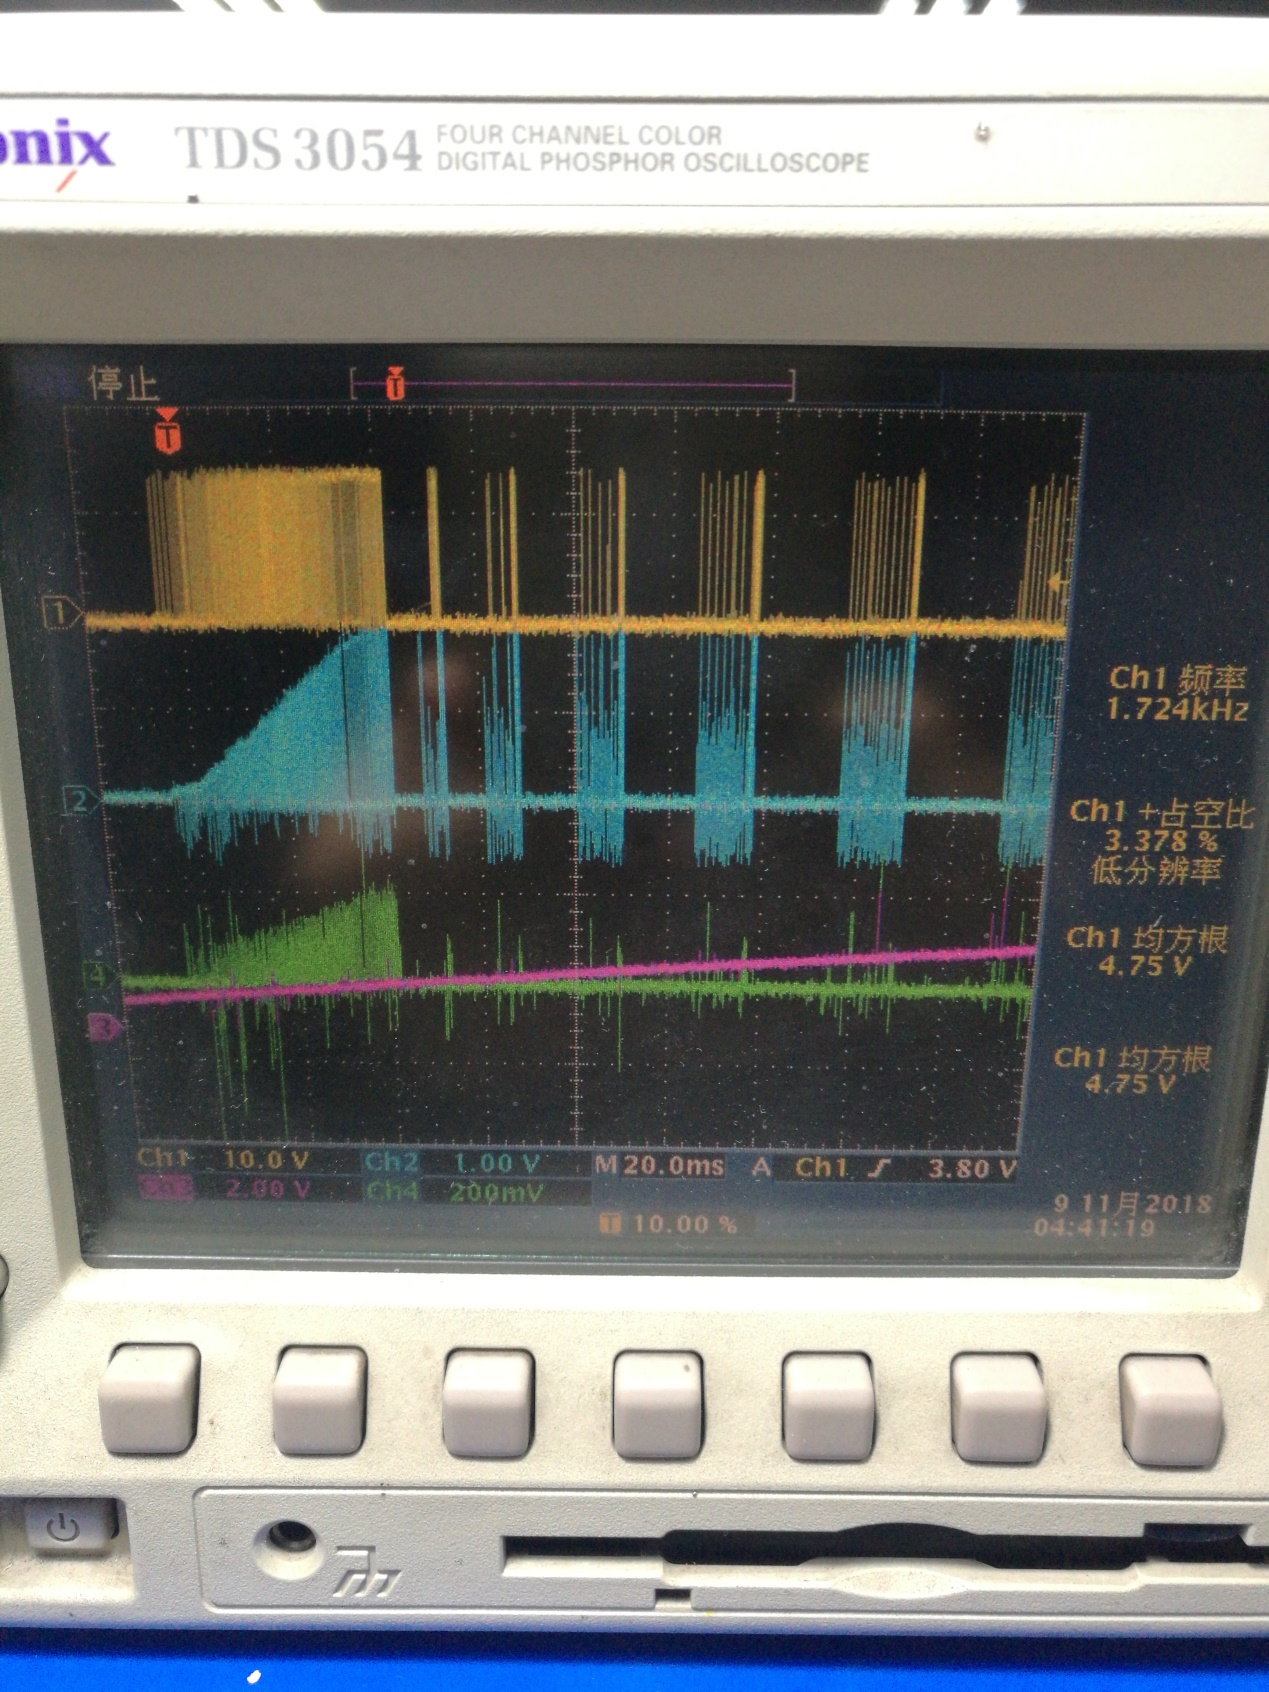 onix TDS 3054 FOUR CHANNEL COLOR
DIGITAL PHOSPHOR OSCILLOSCOPE
停止
T
T
1
2
4
3
Ch1 频率
1.724kHz
Ch1 +占空比
3.378 %
低分辨率
Ch1 均方根
4.75 V
Ch1 均方根
4.75 V
Ch1 10.0 V Ch2 1.00 V M 20.0ms A Ch1 3.80 V
Ch3 2.00 V Ch4 200mV
T 10.00 %
9 11月 2018
04:41:19